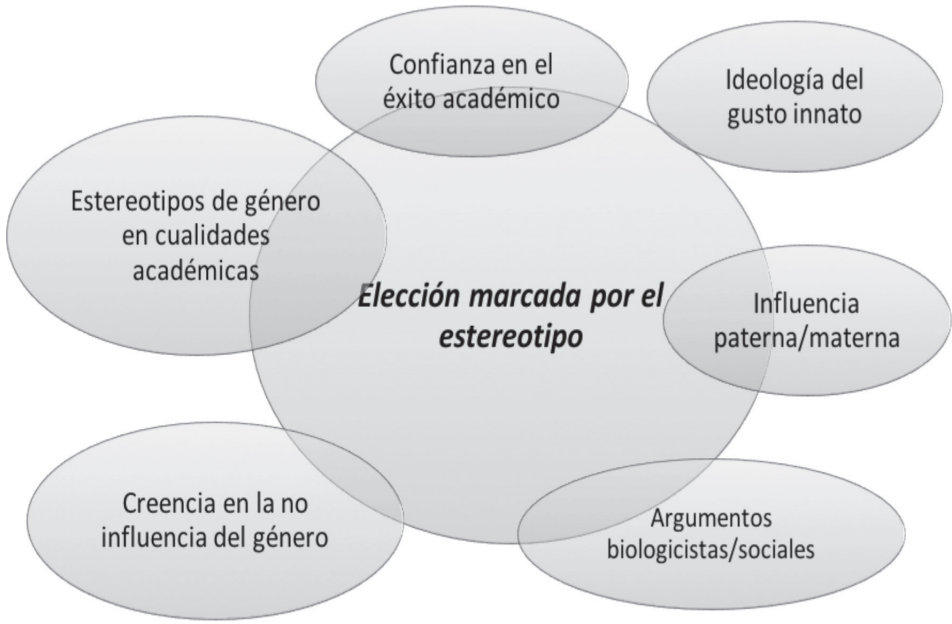 Confianza en el
éxito académico
Ideología del
gusto innato
Estereotipos de género
en cualidades
académicas
Elección marcada por el
estereotipo
Influencia
paterna/materna
Creencia en la no
influencia del género
Argumentos
biologicistas/sociales